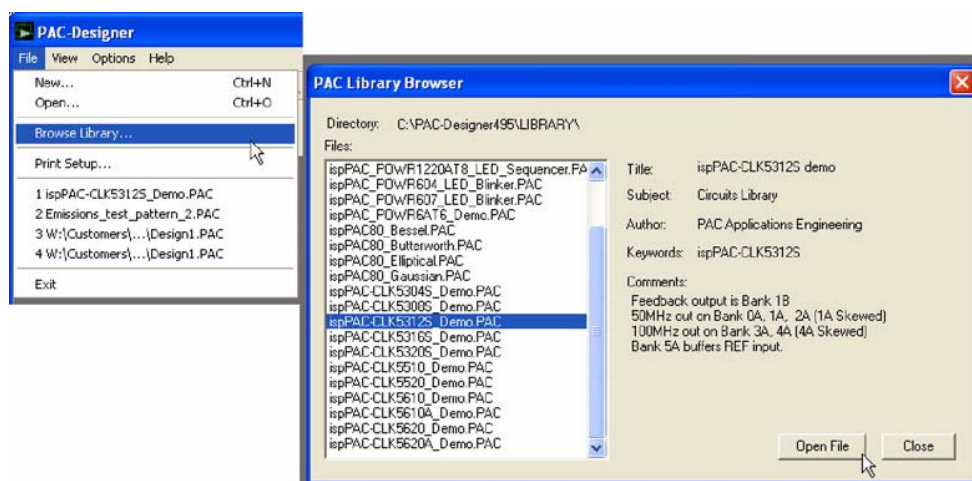 PAC-Designer
File View Options Help
New... Ctrl+N
Open... Ctrl+O
Browse Library...
Print Setup...
1 ispPAC-CLK5312S_Demo.PAC
2 Emissions_test_pattern_2.PAC
3 W:\Customers\...\Design1.PAC
4 W:\Customers\...\Design1.PAC
Exit
PAC Library Browser
Directory: C:\PAC-Designer495\LIBRARY\
Files:
ispPAC_POWR1220AT8_LED_Sequencer.PA
ispPAC_POWR604_LED_Blinker.PAC
ispPAC_POWR607_LED_Blinker.PAC
ispPAC_POWR6AT6_Demo.PAC
ispPAC80_Bessel.PAC
ispPAC80_Butterworth.PAC
ispPAC80_Elliptical.PAC
ispPAC80_Gaussian.PAC
ispPAC-CLK5304S_Demo.PAC
ispPAC-CLK5308S_Demo.PAC
ispPAC-CLK5312S_Demo.PAC
ispPAC-CLK5316S_Demo.PAC
ispPAC-CLK5320S_Demo.PAC
ispPAC-CLK5510_Demo.PAC
ispPAC-CLK5520_Demo.PAC
ispPAC-CLK5610_Demo.PAC
ispPAC-CLK5610A_Demo.PAC
ispPAC-CLK5620_Demo.PAC
ispPAC-CLK5620A_Demo.PAC
Title: ispPAC-CLK5312S demo
Subject: Circuits Library
Author: PAC Applications Engineering
Keywords: ispPAC-CLK5312S
Comments:
Feedback output is Bank 1B
50MHz out on Bank 0A, 1A, 2A (1A Skewed)
100MHz out on Bank 3A, 4A (4A Skewed)
Bank 5A buffers REF input.
Open File Close